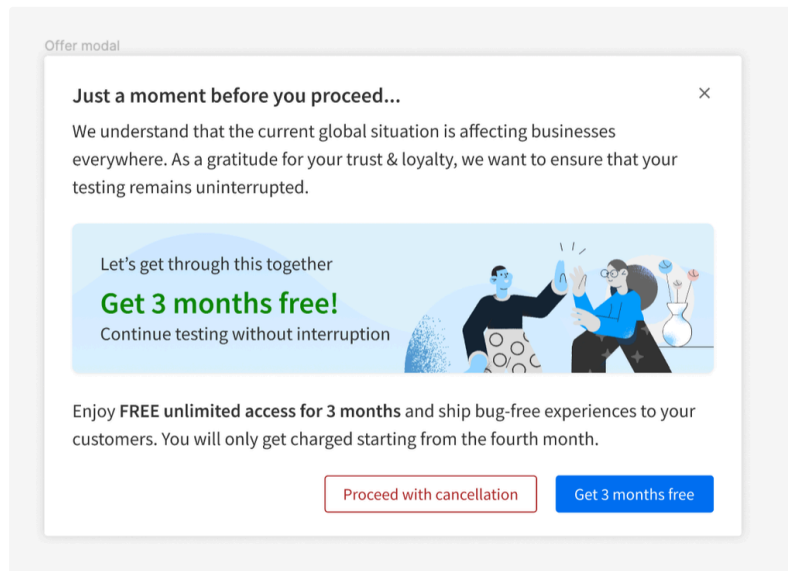 Offer modal
Just a moment before you proceed...
We understand that the current global situation is affecting businesses
everywhere. As a gratitude for your trust & loyalty, we want to ensure that your
testing remains uninterrupted.
Let's get through this together
Get 3 months free!
Continue testing without interruption
Enjoy FREE unlimited access for 3 months and ship bug-free experiences to your
customers. You will only get charged starting from the fourth month.
Proceed with cancellation
Get 3 months free